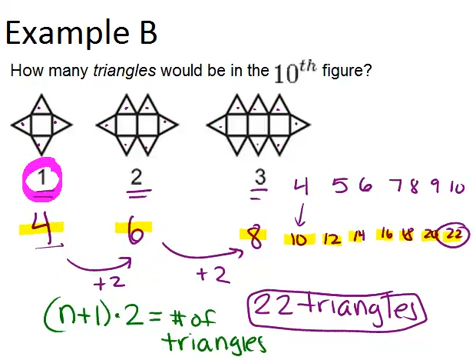 Example B
How many triangles would be in the 10th figure?
1 2 3 4 5 6 7 8 9 10
4 6 8 10 12 14 16 18 20 22
+2 +2
(n+1)·2 = # of triangles
22 triangles